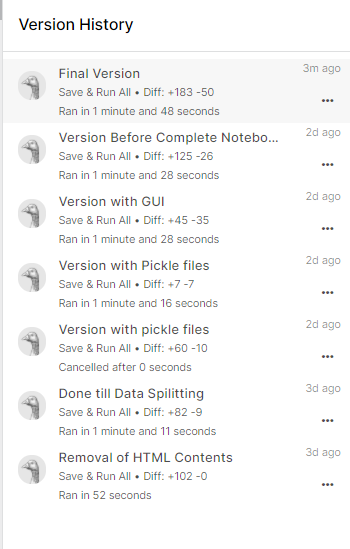 Version History
Final Version
3m ago
Save & Run All • Diff: +183 -50
Ran in 1 minute and 48 seconds
Version Before Complete Notebo...
2d ago
Save & Run All • Diff: +125 -26
Ran in 1 minute and 28 seconds
Version with GUI
2d ago
Save & Run All • Diff: +45 -35
Ran in 1 minute and 28 seconds
Version with Pickle files
2d ago
Save & Run All • Diff: +7 -7
Ran in 1 minute and 16 seconds
Version with pickle files
2d ago
Save & Run All • Diff: +60 -10
Cancelled after 0 seconds
Done till Data Spilitting
3d ago
Save & Run All • Diff: +82 -9
Ran in 1 minute and 11 seconds
Removal of HTML Contents
3d ago
Save & Run All • Diff: +102 -0
Ran in 52 seconds